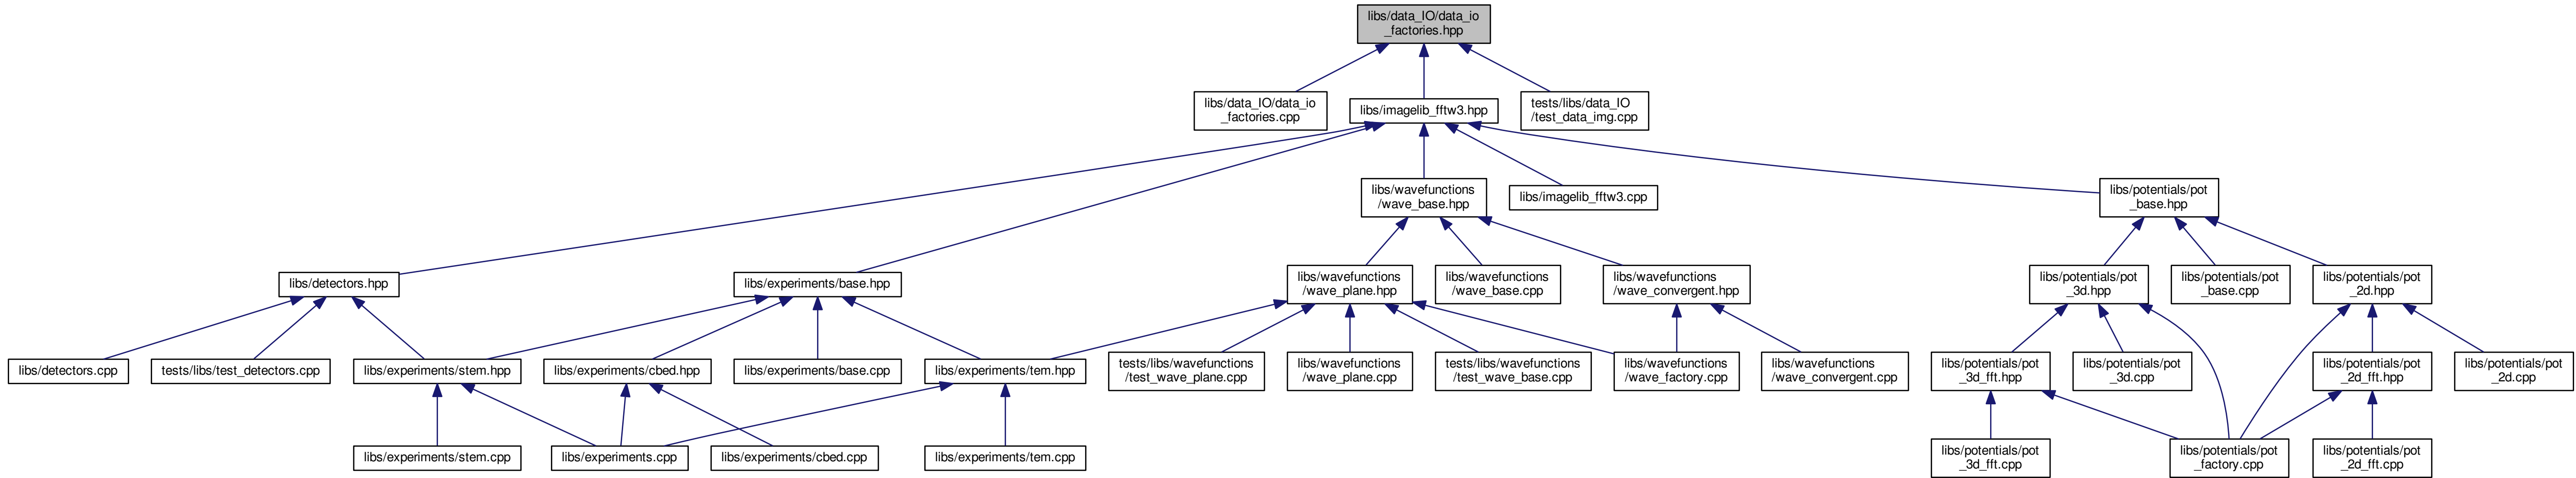 libs/data_IO/data_io
_factories.hpp
libs/data_IO/data_io
_factories.cpp
libs/imagelib_fftw3.hpp
tests/libs/data_IO
/test_data_img.cpp
libs/wavefunctions
/wave_base.hpp
libs/imagelib_fftw3.cpp
libs/potentials/pot
_base.hpp
libs/detectors.hpp
libs/experiments/base.hpp
libs/wavefunctions
/wave_plane.hpp
libs/wavefunctions
/wave_base.cpp
libs/wavefunctions
/wave_convergent.hpp
libs/potentials/pot
_3d.hpp
libs/potentials/pot
_base.cpp
libs/potentials/pot
_2d.hpp
libs/detectors.cpp
tests/libs/test_detectors.cpp
libs/experiments/stem.hpp
libs/experiments/cbed.hpp
libs/experiments/base.cpp
libs/experiments/tem.hpp
tests/libs/wavefunctions
/test_wave_plane.cpp
libs/wavefunctions
/wave_plane.cpp
tests/libs/wavefunctions
/test_wave_base.cpp
libs/wavefunctions
/wave_factory.cpp
libs/wavefunctions
/wave_convergent.cpp
libs/potentials/pot
_3d_fft.hpp
libs/potentials/pot
_3d.cpp
libs/potentials/pot
_2d_fft.hpp
libs/potentials/pot
_2d.cpp
libs/experiments/stem.cpp
libs/experiments.cpp
libs/experiments/cbed.cpp
libs/experiments/tem.cpp
libs/potentials/pot
_3d_fft.cpp
libs/potentials/pot
_factory.cpp
libs/potentials/pot
_2d_fft.cpp